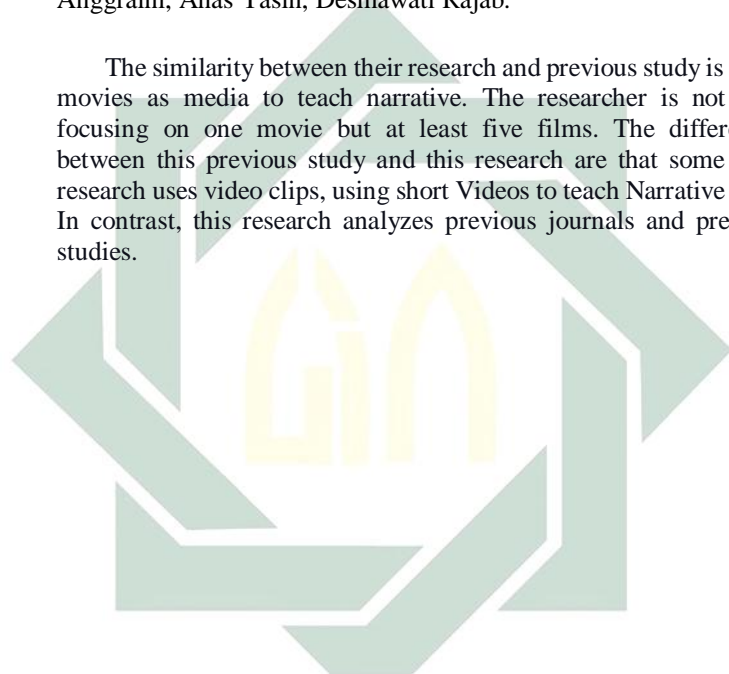 Anggraini, Anas Yasin, Desmawati Rajab.
The similarity between their research and previous study is
movies as media to teach narrative. The researcher is not
focusing on one movie but at least five films. The differ
between this previous study and this research are that some
research uses video clips, using short Videos to teach Narrative
In contrast, this research analyzes previous journals and pre
studies.